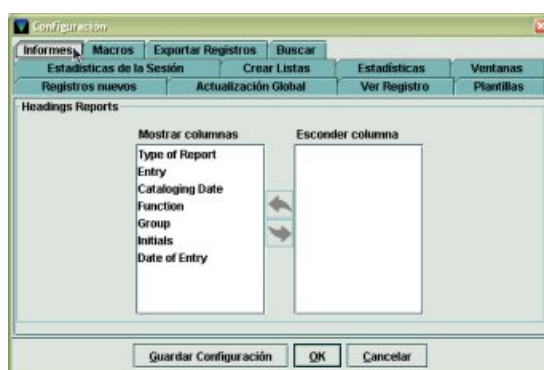 Configuración
Informes Macros Exportar Registros Buscar
Estadísticas de la Sesión Crear Listas Estadísticas Ventanas
Registros nuevos Actualización Global Ver Registro Plantillas
Headings Reports
Mostrar columnas Esconder columna
Type of Report
Entry
Cataloging Date
Function
Group
Initials
Date of Entry
Guardar Configuración OK Cancelar